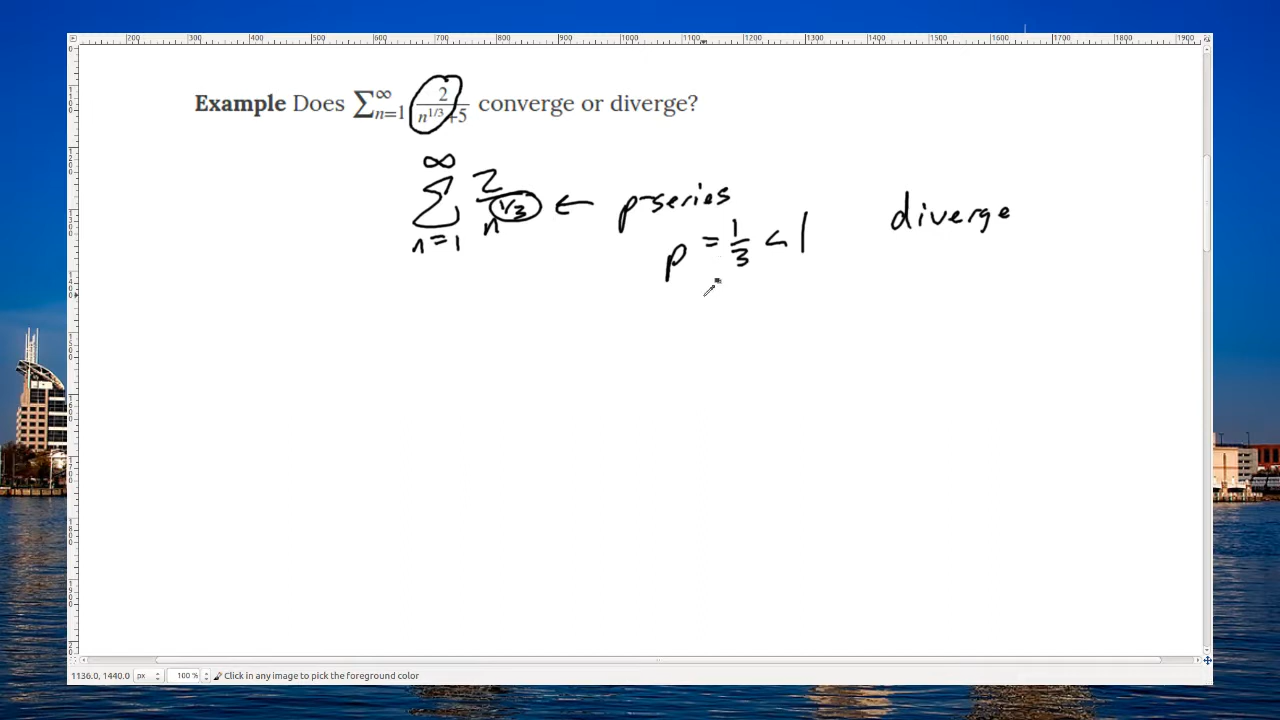 Example Does ∑_{n=1}^∞ 2/(n^{1/3}+5) converge or diverge?
∑_{n=1}^∞ 2/n^{1/3} ← p-series diverge
p = 1/3 < 1
1136.0, 1440.0 px 100 % Click in any image to pick the foreground color